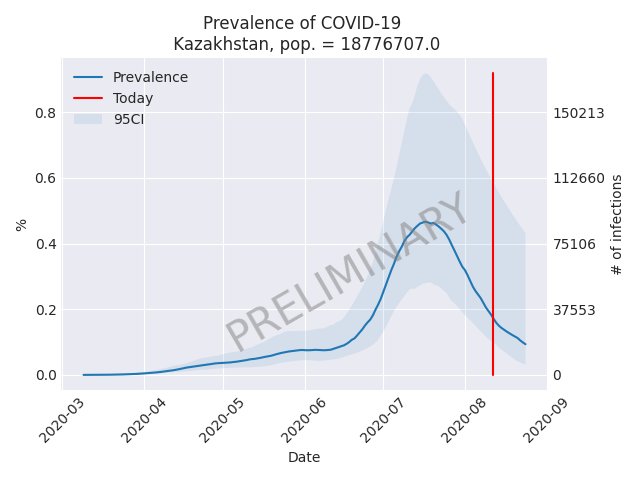 Prevalence of COVID-19
Kazakhstan, pop. = 18776707.0
Prevalence
Today
95CI
0.8
0.6
0.4
0.2
0.0
%
150213
112660
75106
37553
0
# of infections
PRELIMINARY
2020-03
2020-04
2020-05
2020-06
2020-07
2020-08
2020-09
Date